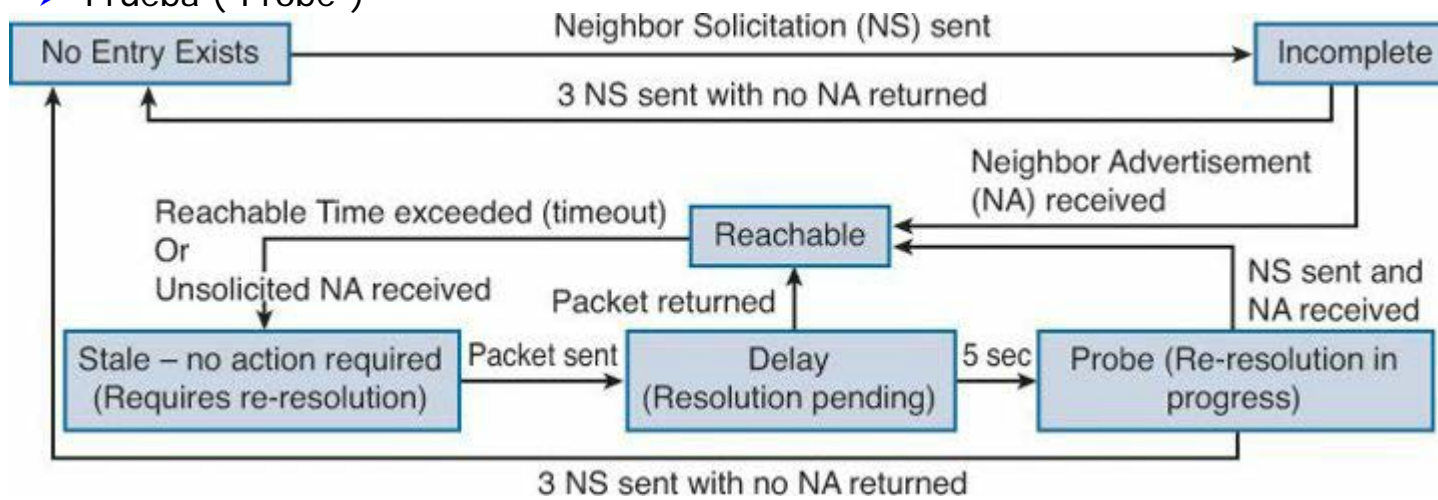 Prueba ("Probe")
Neighbor Solicitation (NS) sent
No Entry Exists
Incomplete
3 NS sent with no NA returned
Neighbor Advertisement
(NA) received
Reachable Time exceeded (timeout)
Or
Unsolicited NA received
Reachable
NS sent and
NA received
Packet returned
Stale – no action required
(Requires re-resolution)
Packet sent
Delay
(Resolution pending)
5 sec
Probe (Re-resolution in
progress)
3 NS sent with no NA returned